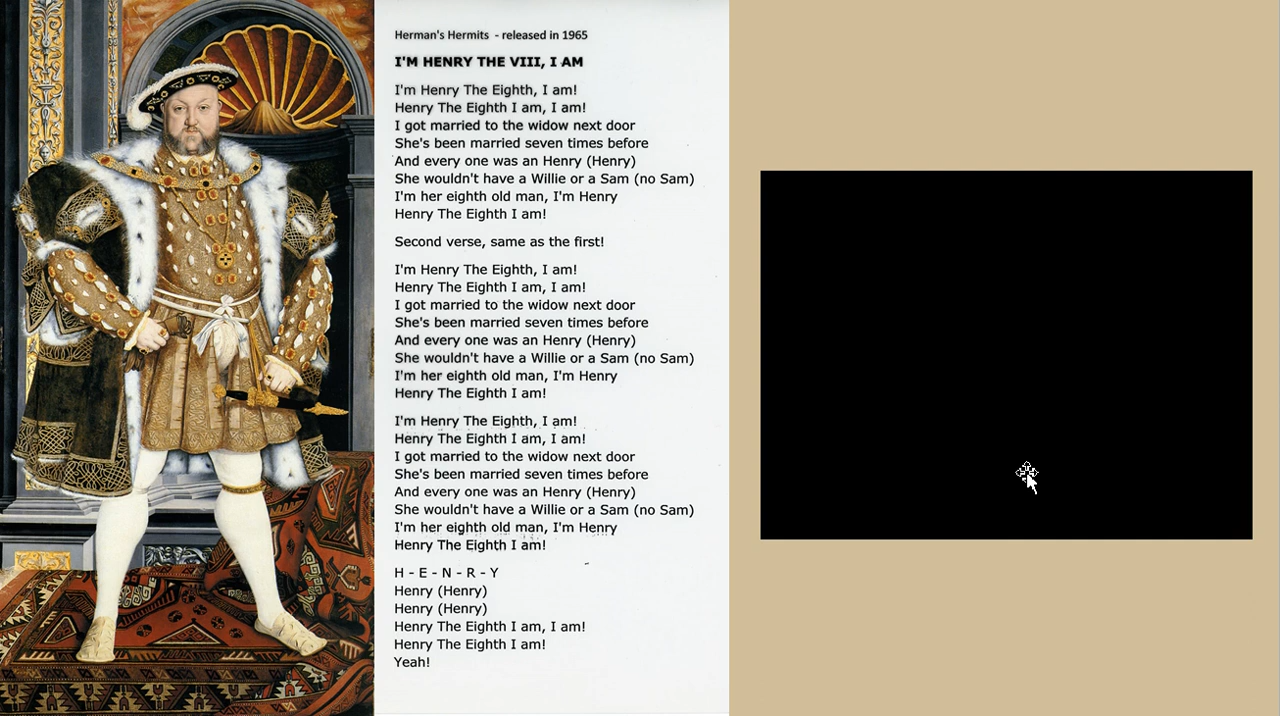 Herman's Hermits - released in 1965
I'M HENRY THE VIII, I AM
I'm Henry The Eighth, I am!
Henry The Eighth I am, I am!
I got married to the widow next door
She's been married seven times before
And every one was an Henry (Henry)
She wouldn't have a Willie or a Sam (no Sam)
I'm her eighth old man, I'm Henry
Henry The Eighth I am!
Second verse, same as the first!
I'm Henry The Eighth, I am!
Henry The Eighth I am, I am!
I got married to the widow next door
She's been married seven times before
And every one was an Henry (Henry)
She wouldn't have a Willie or a Sam (no Sam)
I'm her eighth old man, I'm Henry
Henry The Eighth I am!
I'm Henry The Eighth, I am!
Henry The Eighth I am, I am!
I got married to the widow next door
She's been married seven times before
And every one was an Henry (Henry)
She wouldn't have a Willie or a Sam (no Sam)
I'm her eighth old man, I'm Henry
Henry The Eighth I am!
H - E - N - R - Y
Henry (Henry)
Henry (Henry)
Henry The Eighth I am, I am!
Henry The Eighth I am!
Yeah!